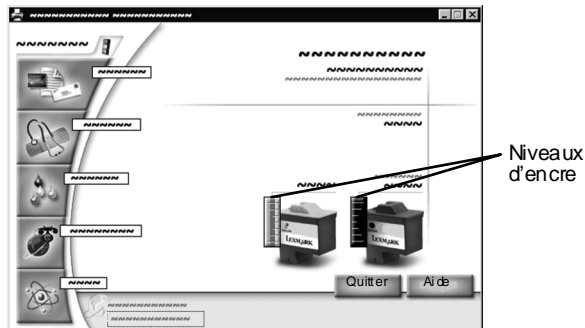 Niveaux
d'encre
LEXMARK
LEXMARK
Quitter
Aide